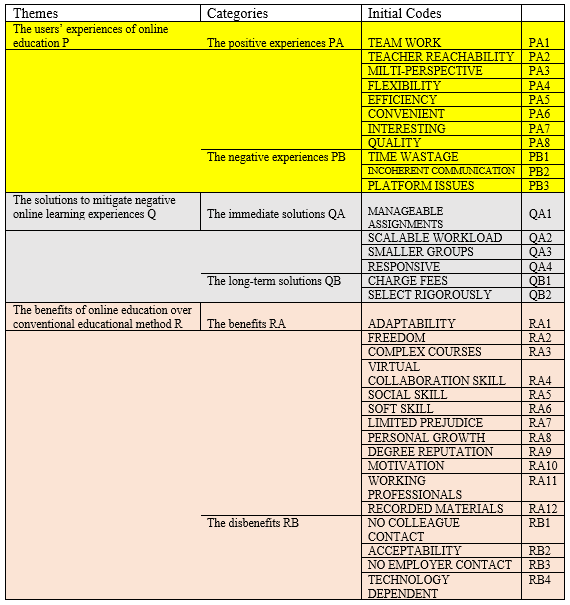 Themes Categories Initial Codes
The users' experiences of online
education P The positive experiences PA TEAM WORK PA1
TEACHER REACHABILITY PA2
MILTI-PERSPECTIVE PA3
FLEXIBILITY PA4
EFFICIENCY PA5
CONVENIENT PA6
INTERESTING PA7
QUALITY PA8
The negative experiences PB TIME WASTAGE PB1
INCOHERENT COMMUNICATION PB2
PLATFORM ISSUES PB3
The solutions to mitigate negative
online learning experiences Q The immediate solutions QA MANAGEABLE QA1
ASSIGNMENTS
SCALABLE WORKLOAD QA2
SMALLER GROUPS QA3
RESPONSIVE QA4
The long-term solutions QB CHARGE FEES QB1
SELECT RIGOROUSLY QB2
The benefits of online education over
conventional educational method R The benefits RA ADAPTABILITY RA1
FREEDOM RA2
COMPLEX COURSES RA3
VIRTUAL
COLLABORATION SKILL RA4
SOCIAL SKILL RA5
SOFT SKILL RA6
LIMITED PREJUDICE RA7
PERSONAL GROWTH RA8
DEGREE REPUTATION RA9
MOTIVATION RA10
WORKING RA11
PROFESSIONALS
RECORDED MATERIALS RA12
The disbenefits RB NO COLLEAGUE RB1
CONTACT
ACCEPTABILITY RB2
NO EMPLOYER CONTACT RB3
TECHNOLOGY RB4
DEPENDENT